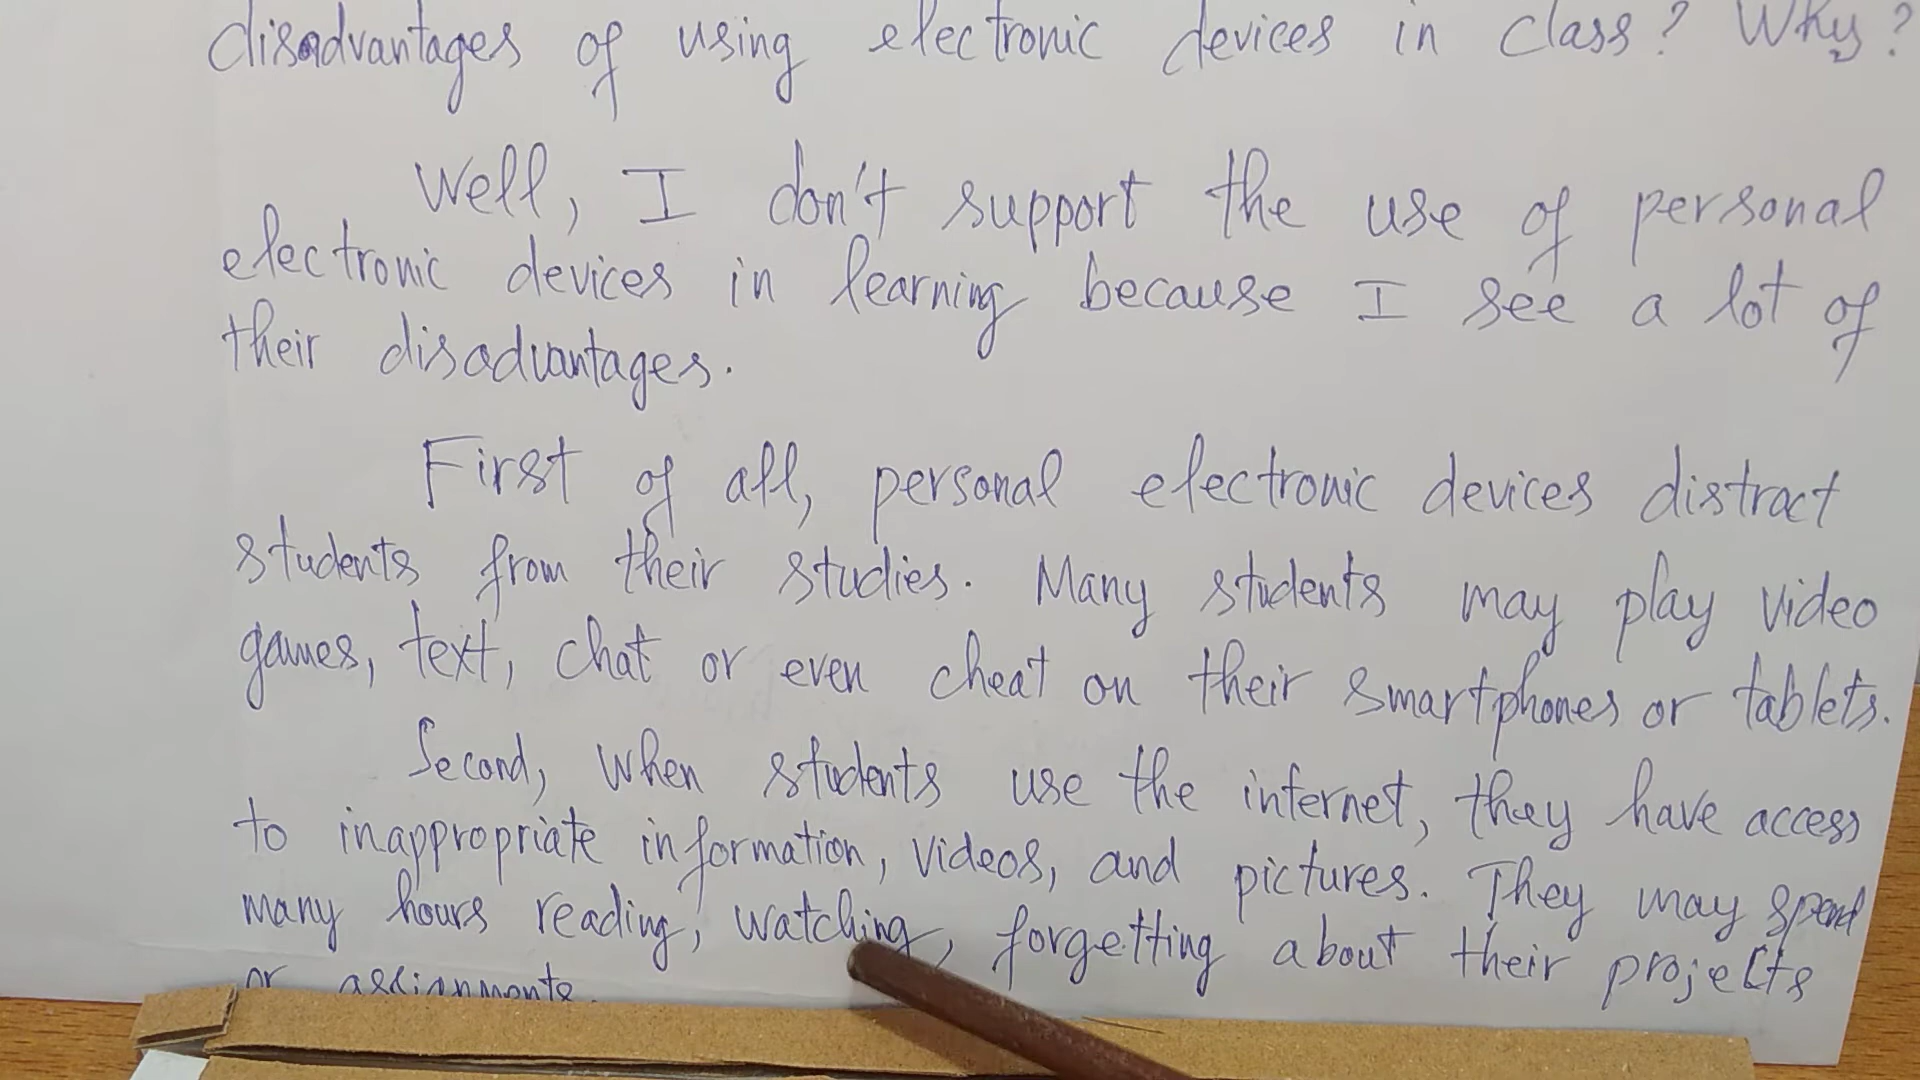 disadvantages of using electronic devices in class? Why?
Well, I don't support the use of personal
electronic devices in learning because I see a lot of
their disadvantages.
First of all, personal electronic devices distract
students from their studies. Many students may play video
games, text, chat or even cheat on their smartphones or tablets.
Second, when students use the internet, they have access
to inappropriate information, videos, and pictures. They may spend
many hours reading, watching, forgetting about their projects
or assignments.